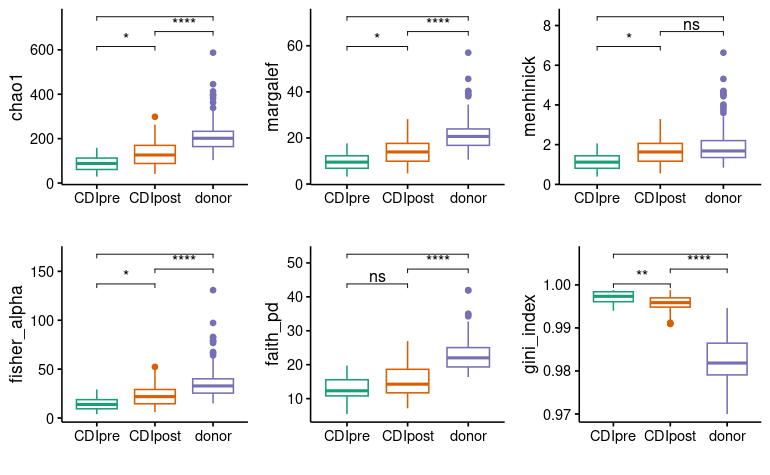 chao1
600
400
200
0
*
****
CDIpre CDIpost donor
margalef
60
40
20
0
*
****
CDIpre CDIpost donor
menhinick
8
6
4
2
0
*
ns
CDIpre CDIpost donor
fisher_alpha
150
100
50
0
*
****
CDIpre CDIpost donor
faith_pd
50
40
30
20
10
ns
****
CDIpre CDIpost donor
gini_index
1.00
0.99
0.98
0.97
**
****
CDIpre CDIpost donor